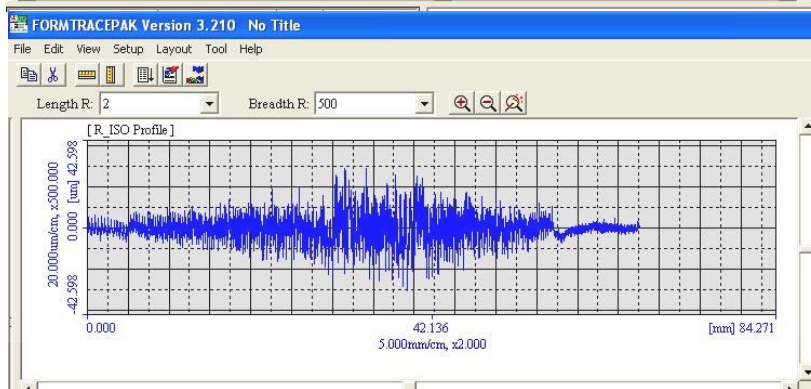 FORMTRACEPAK Version 3.210 No Title
File Edit View Setup Layout Tool Help
Length R: 2 Breadth R: 500
[ R_ISO Profile ]
20.000um/cm, x500.000
[um] 42.598
0.000
-42.598
0.000 42.136 [mm] 84.271
5.000mm/cm, x2.000